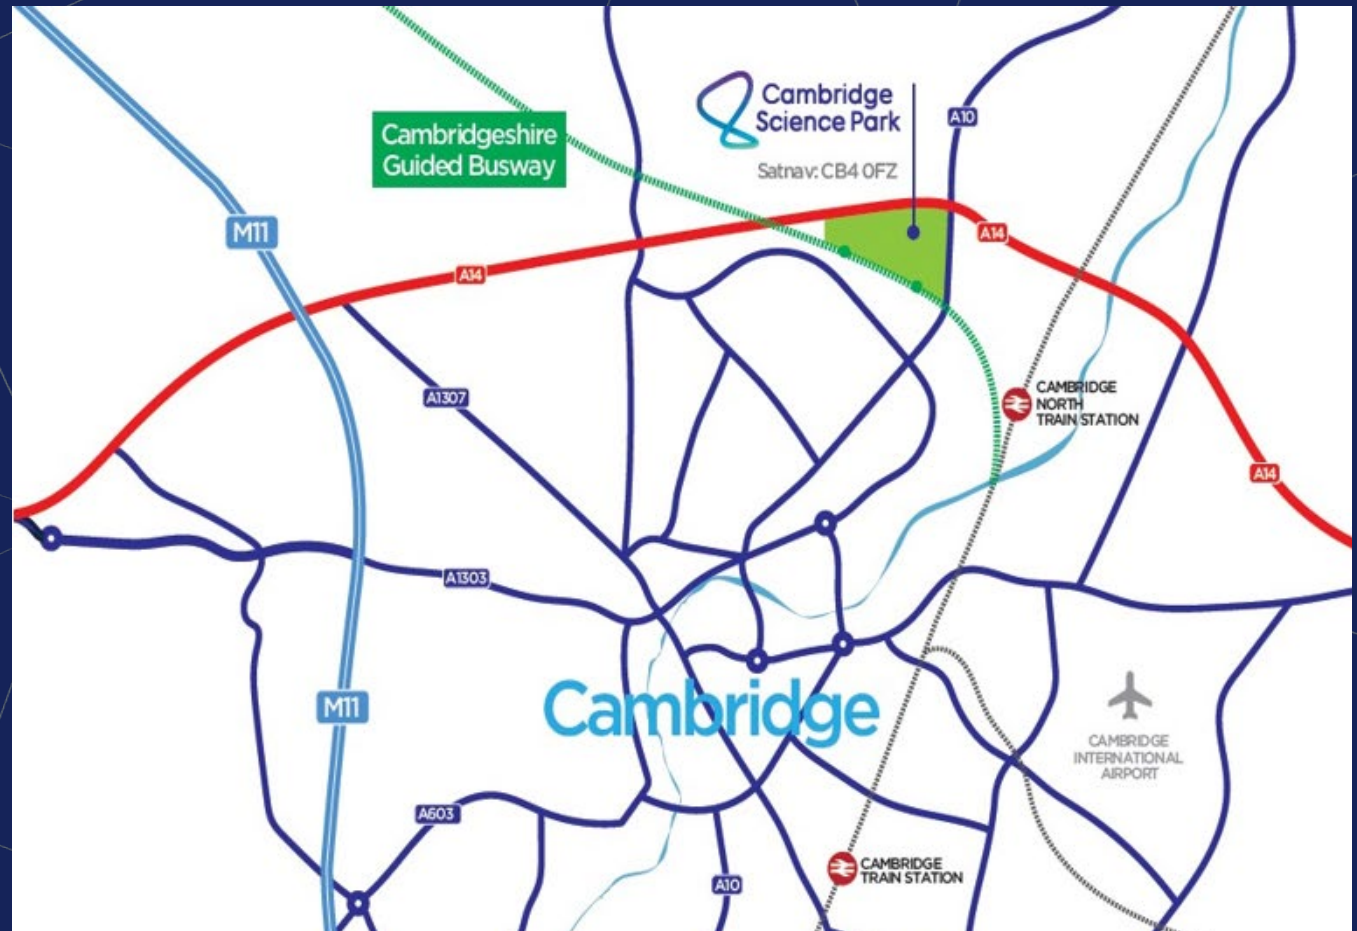 Cambridge
Science Park
Satnav: CB4 0FZ
A10
Cambridgeshire
Guided Busway
M11
A14
A14
A1307
CAMBRIDGE
NORTH
TRAIN STATION
A14
A1303
M11
Cambridge
CAMBRIDGE
INTERNATIONAL
AIRPORT
A603
CAMBRIDGE
TRAIN STATION
A10